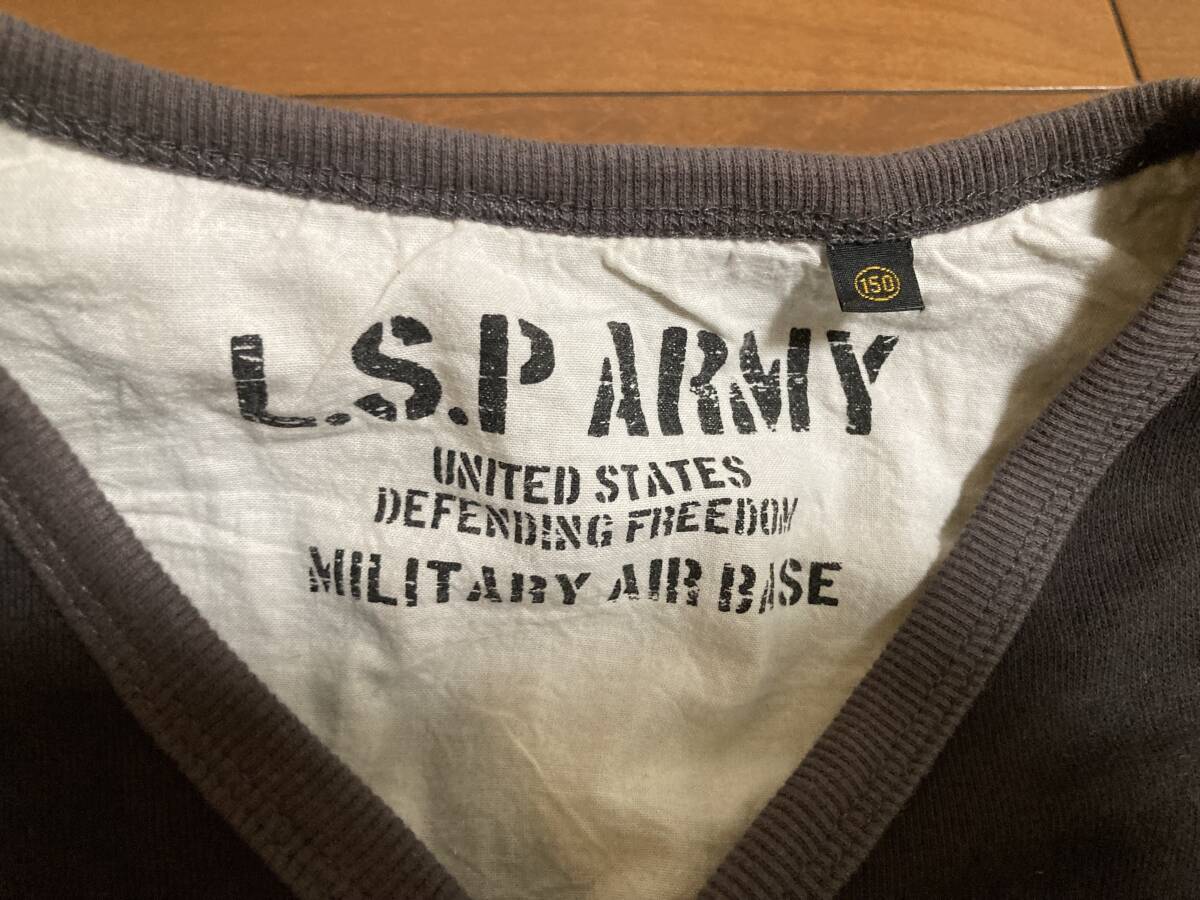 150
L.S.P ARMY
UNITED STATES
DEFENDING FREEDOM
MILITARY AIR BASE